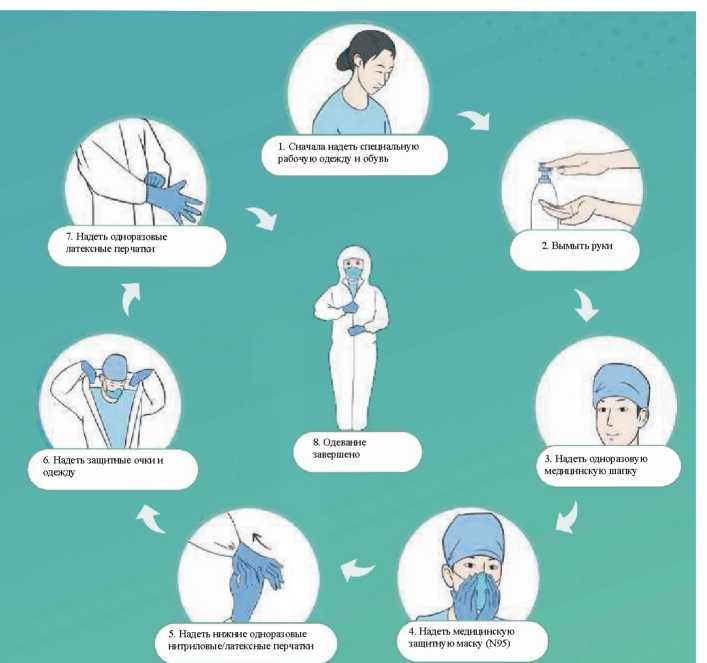 1. Сначала надеть специальную
рабочую одежду и обувь
2. Вымыть руки
3. Надеть одноразовую
медицинскую шапку
4. Надеть медицинскую
защитную маску (N95)
5. Надеть нижние одноразовые
нитриловые/латексные перчатки
6. Надеть защитные очки и
одежду
7. Надеть одноразовые
латексные перчатки
8. Одевание
завершено